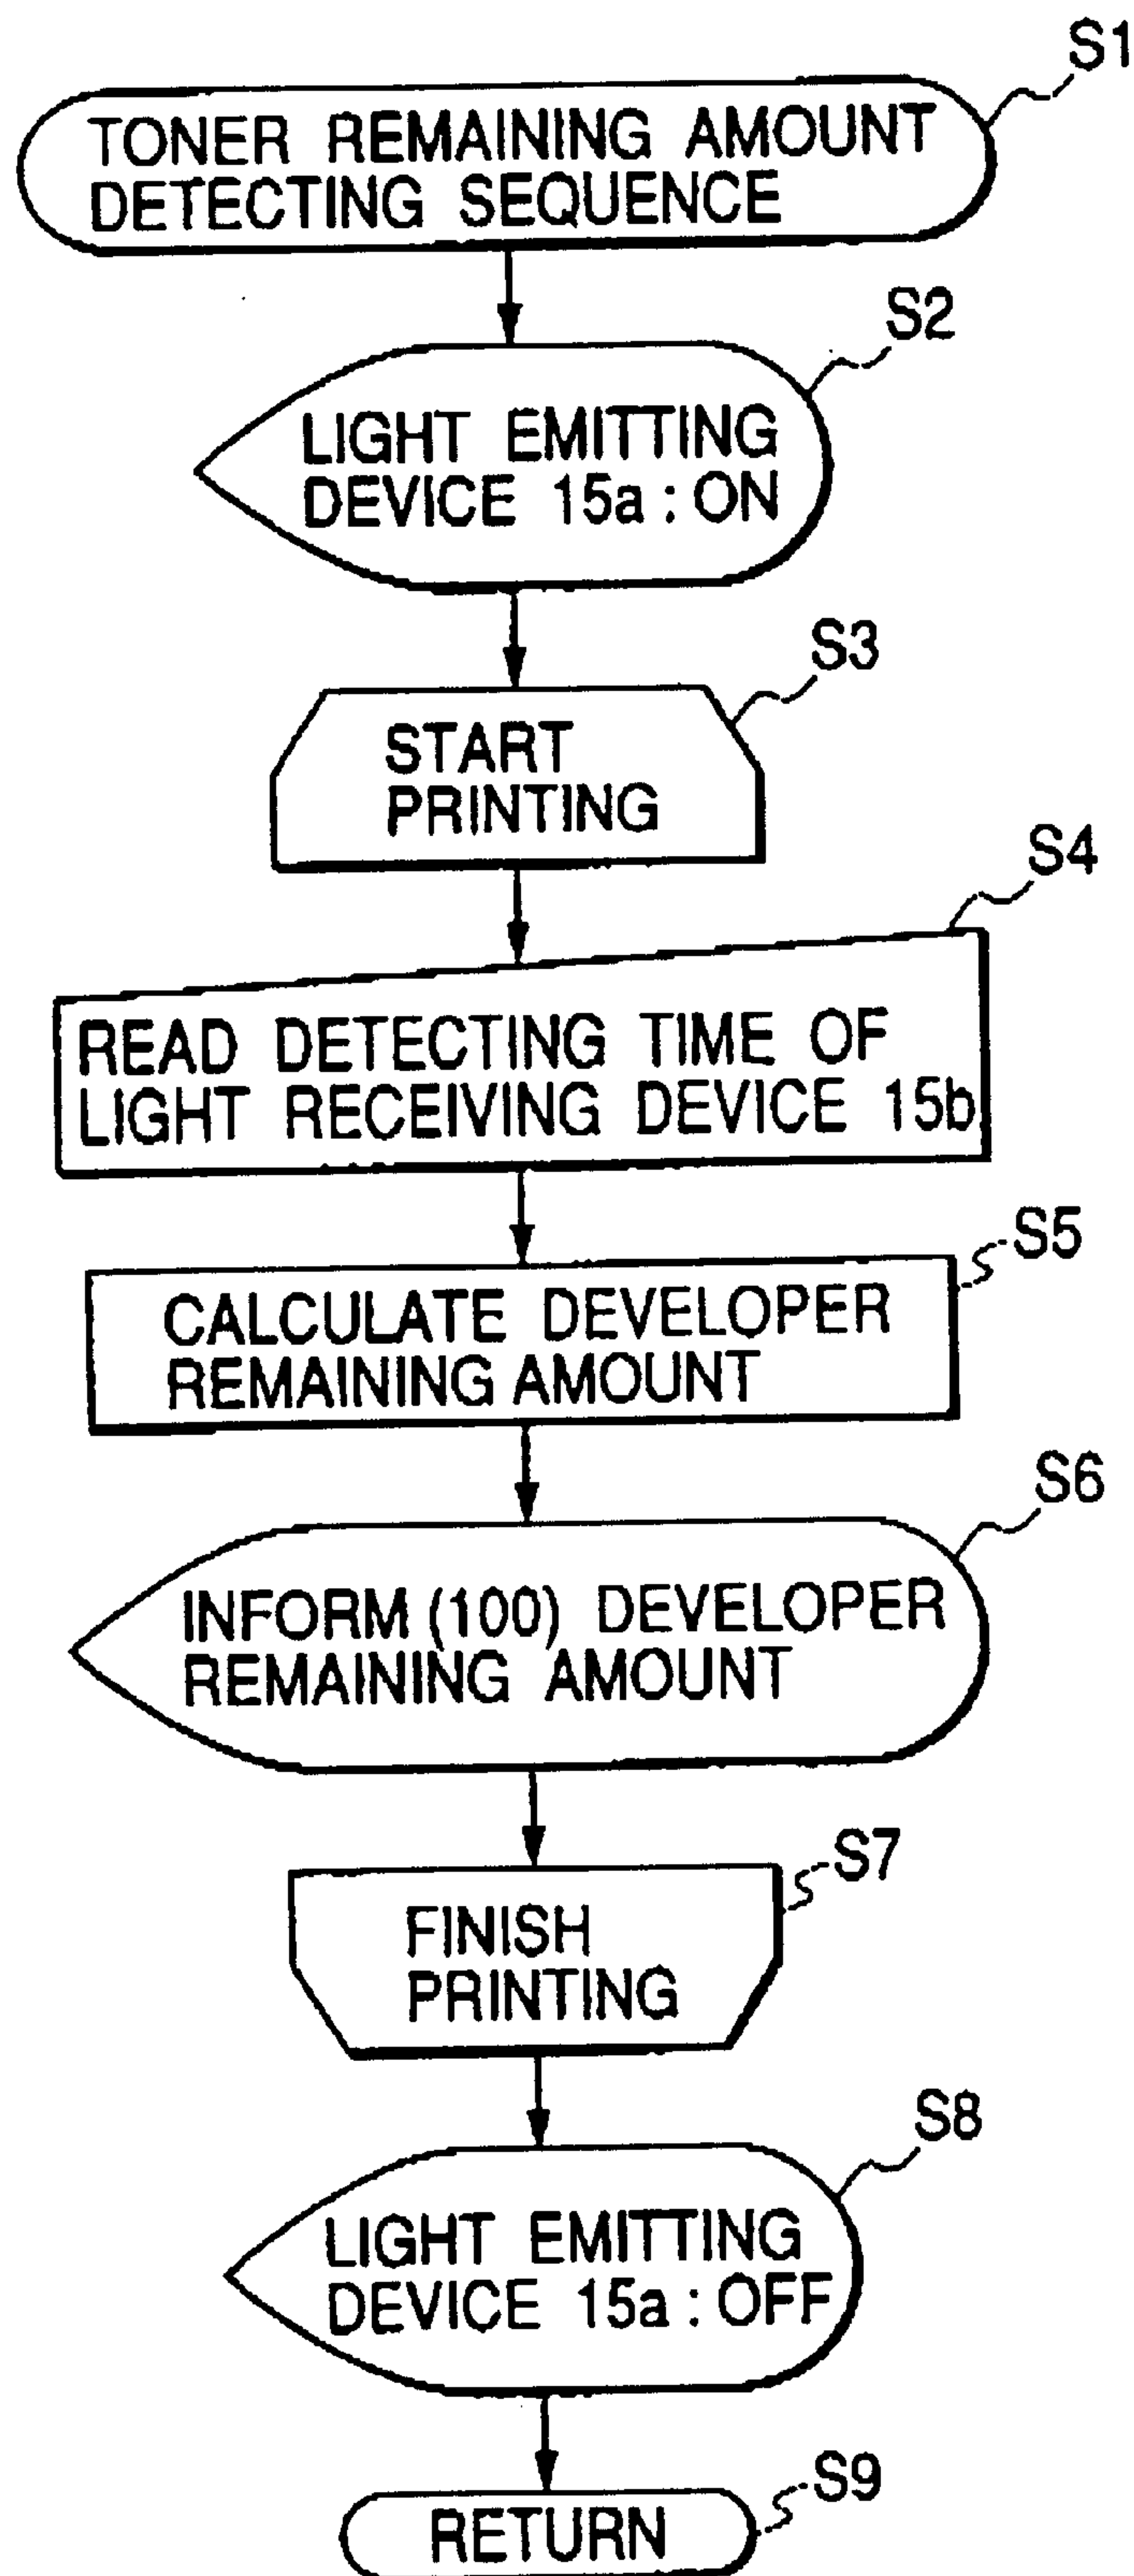 S1
TONER REMAINING AMOUNT
DETECTING SEQUENCE
S2
LIGHT EMITTING
DEVICE 15a : ON
S3
START
PRINTING
S4
READ DETECTING TIME OF
LIGHT RECEIVING DEVICE 15b
S5
CALCULATE DEVELOPER
REMAINING AMOUNT
S6
INFORM (100) DEVELOPER
REMAINING AMOUNT
S7
FINISH
PRINTING
S8
LIGHT EMITTING
DEVICE 15a : OFF
S9
RETURN